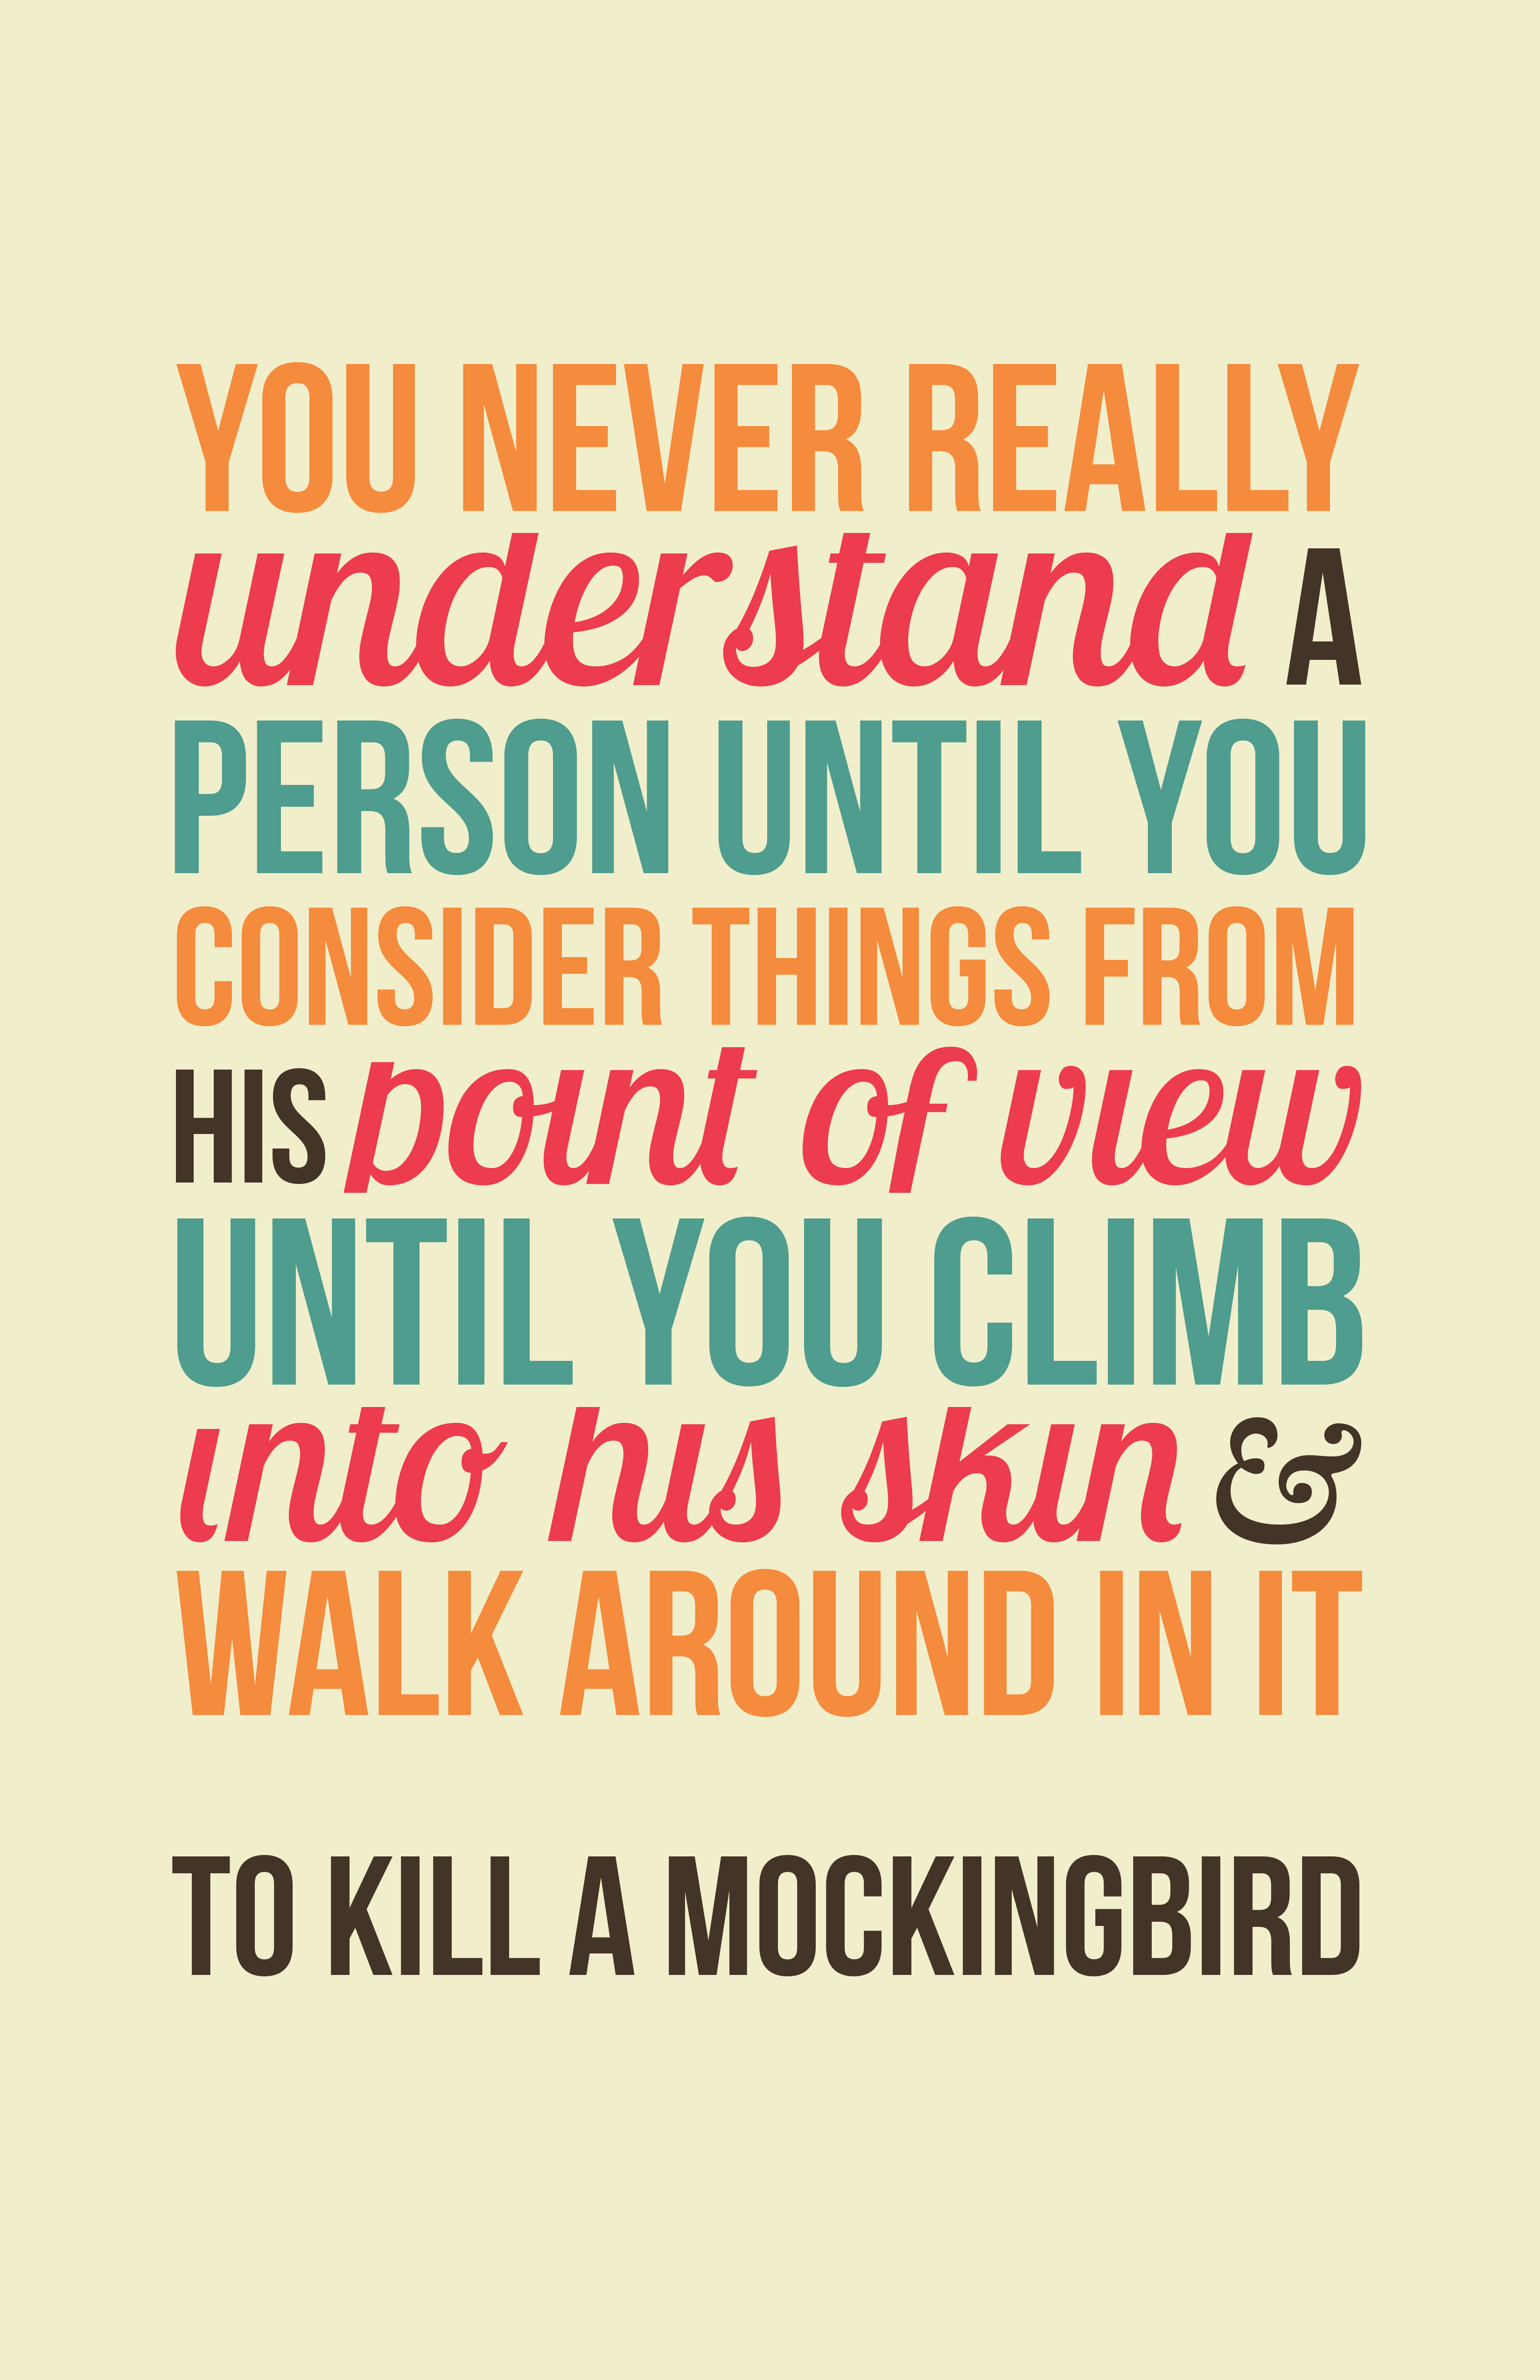 YOU NEVER REALLY
understand A
PERSON UNTIL YOU
CONSIDER THINGS FROM
HIS point of view
UNTIL YOU CLIMB
into his skin &
WALK AROUND IN IT
TO KILL A MOCKINGBIRD